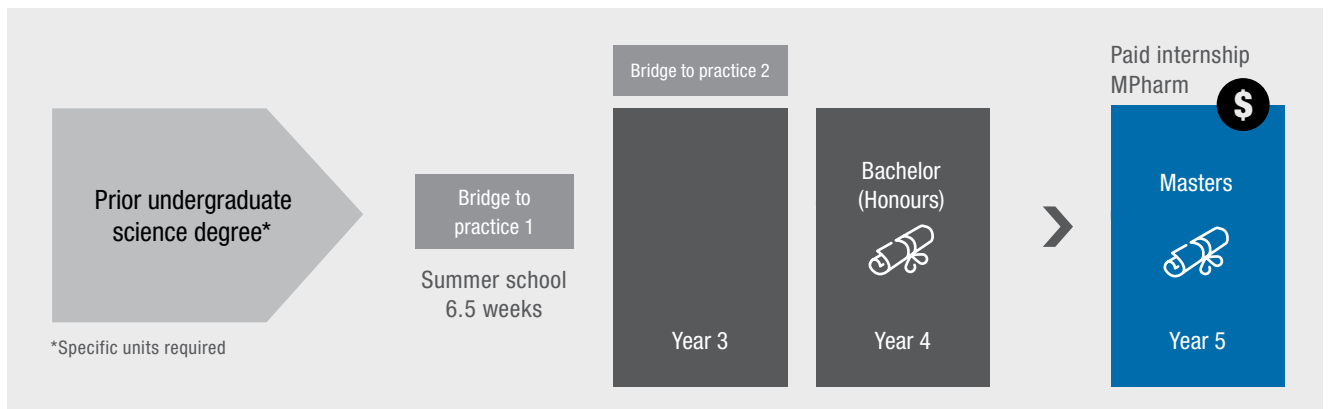 Prior undergraduate
science degree*
*Specific units required
Bridge to
practice 1
Summer school
6.5 weeks
Bridge to practice 2
Year 3
Bachelor
(Honours)
Year 4
Paid internship
MPharm
$
Masters
Year 5